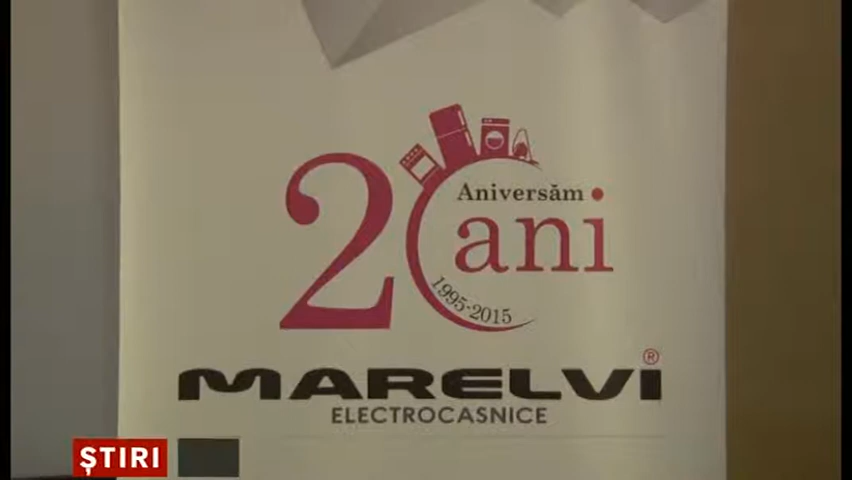 20
Aniversăm
ani
1995-2015
MARELVi®
ELECTROCASNICE
ȘTIRI